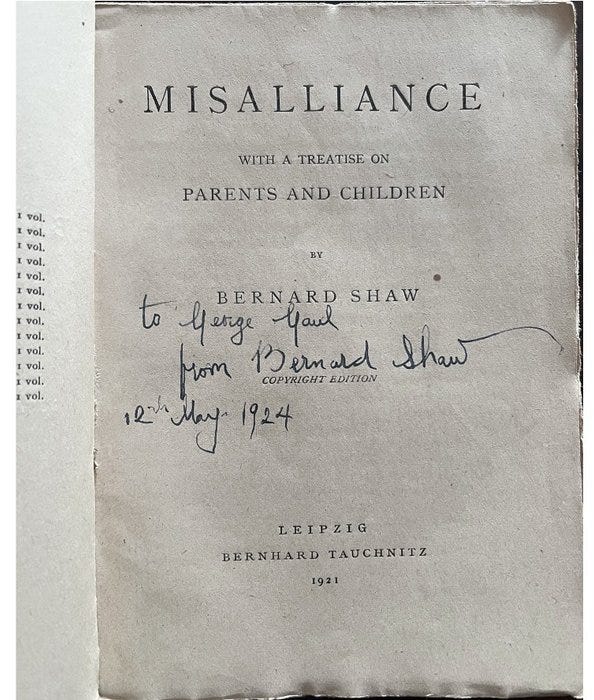 MISALLIANCE
WITH A TREATISE ON
PARENTS AND CHILDREN
BY
BERNARD SHAW
to George Gaul
from Bernard Shaw
COPYRIGHT EDITION
12th May 1924
LEIPZIG
BERNHARD TAUCHNITZ
1921
1 vol.
1 vol.
1 vol.
1 vol.
1 vol.
1 vol.
1 vol.
1 vol.
1 vol.
1 vol.
1 vol.
1 vol.
1 vol.